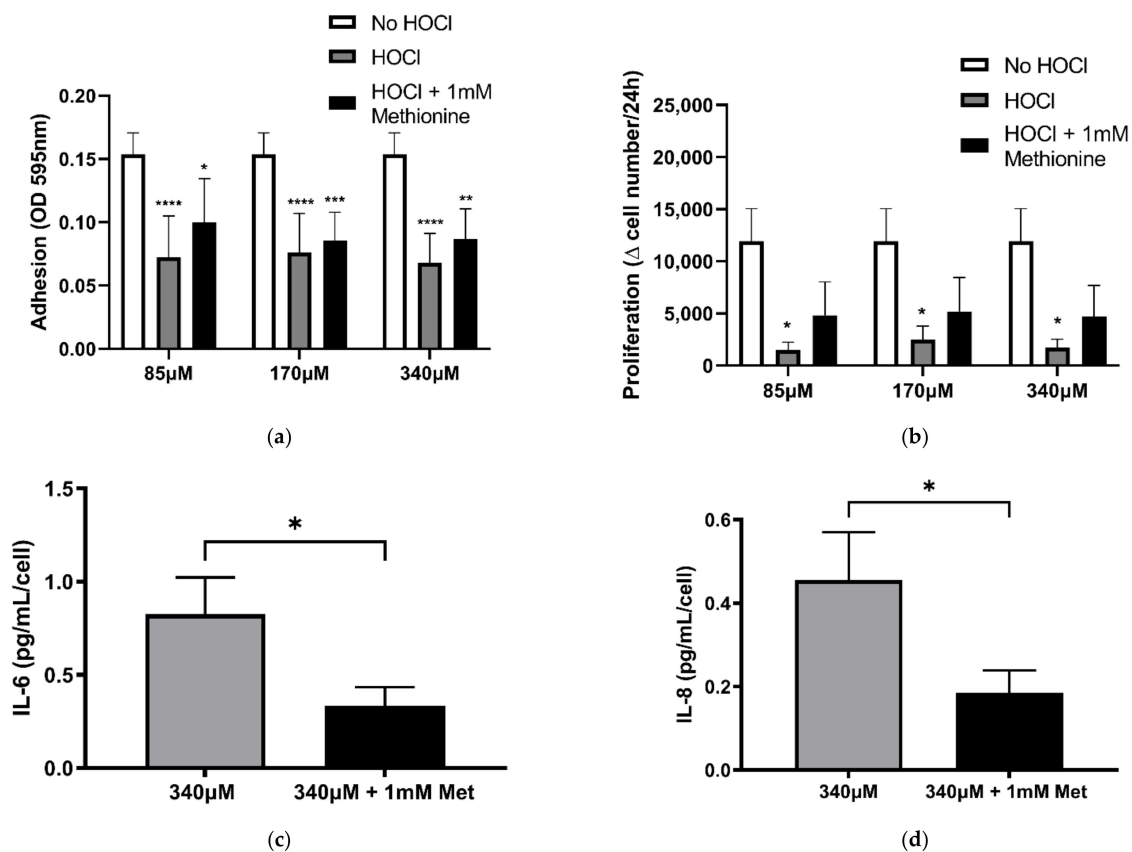 No HOCl
HOCl
HOCl + 1mM
Methionine
Adhesion (OD 595nm)
0.20
0.15
0.10
0.05
0.00
**** *
**** ***
**** **
85µM 170µM 340µM
(a)
No HOCl
HOCl
HOCl + 1mM
Methionine
Proliferation (Δ cell number/24h)
25,000
20,000
15,000
10,000
5,000
0
* * *
85µM 170µM 340µM
(b)
IL-6 (pg/mL/cell)
1.5
1.0
0.5
0.0
*
340µM 340µM + 1mM Met
(c)
IL-8 (pg/mL/cell)
0.6
0.4
0.2
0.0
*
340µM 340µM + 1mM Met
(d)